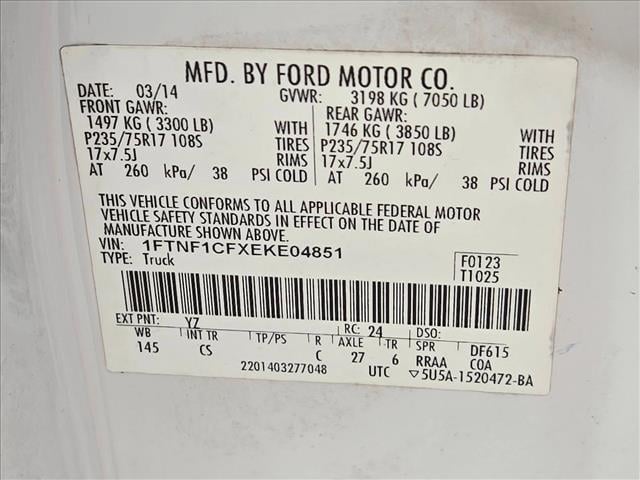 MFD. BY FORD MOTOR CO.
DATE: 03/14 GVWR: 3198 KG ( 7050 LB)
FRONT GAWR: REAR GAWR:
1497 KG ( 3300 LB) WITH 1746 KG ( 3850 LB) WITH
P235/75R17 108S TIRES P235/75R17 108S TIRES
17x7.5J RIMS 17x7.5J RIMS
AT 260 kPa/ 38 PSI COLD AT 260 kPa/ 38 PSI COLD
THIS VEHICLE CONFORMS TO ALL APPLICABLE FEDERAL MOTOR
VEHICLE SAFETY STANDARDS IN EFFECT ON THE DATE OF
MANUFACTURE SHOWN ABOVE.
VIN: 1FTNF1CFXEKE04851 F0123
TYPE: Truck T1025
EXT PNT: YZ RC: 24 DSO:
WB INT TR TP/PS R AXLE TR SPR DF615
145 CS C 27 6 RRAA COA
2201403277048 UTC ▽5U5A-1520472-BA